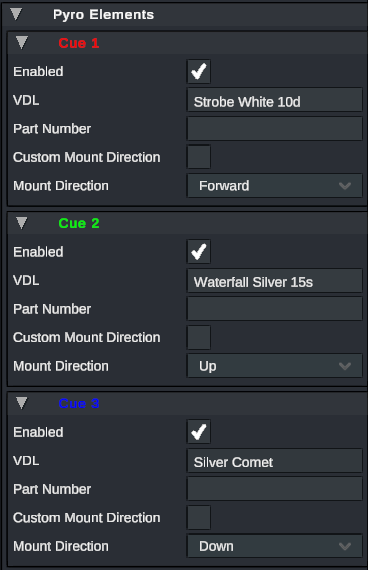 Pyro Elements
Cue 1
Enabled
VDL Strobe White 10d
Part Number
Custom Mount Direction
Mount Direction Forward
Cue 2
Enabled
VDL Waterfall Silver 15s
Part Number
Custom Mount Direction
Mount Direction Up
Cue 3
Enabled
VDL Silver Comet
Part Number
Custom Mount Direction
Mount Direction Down